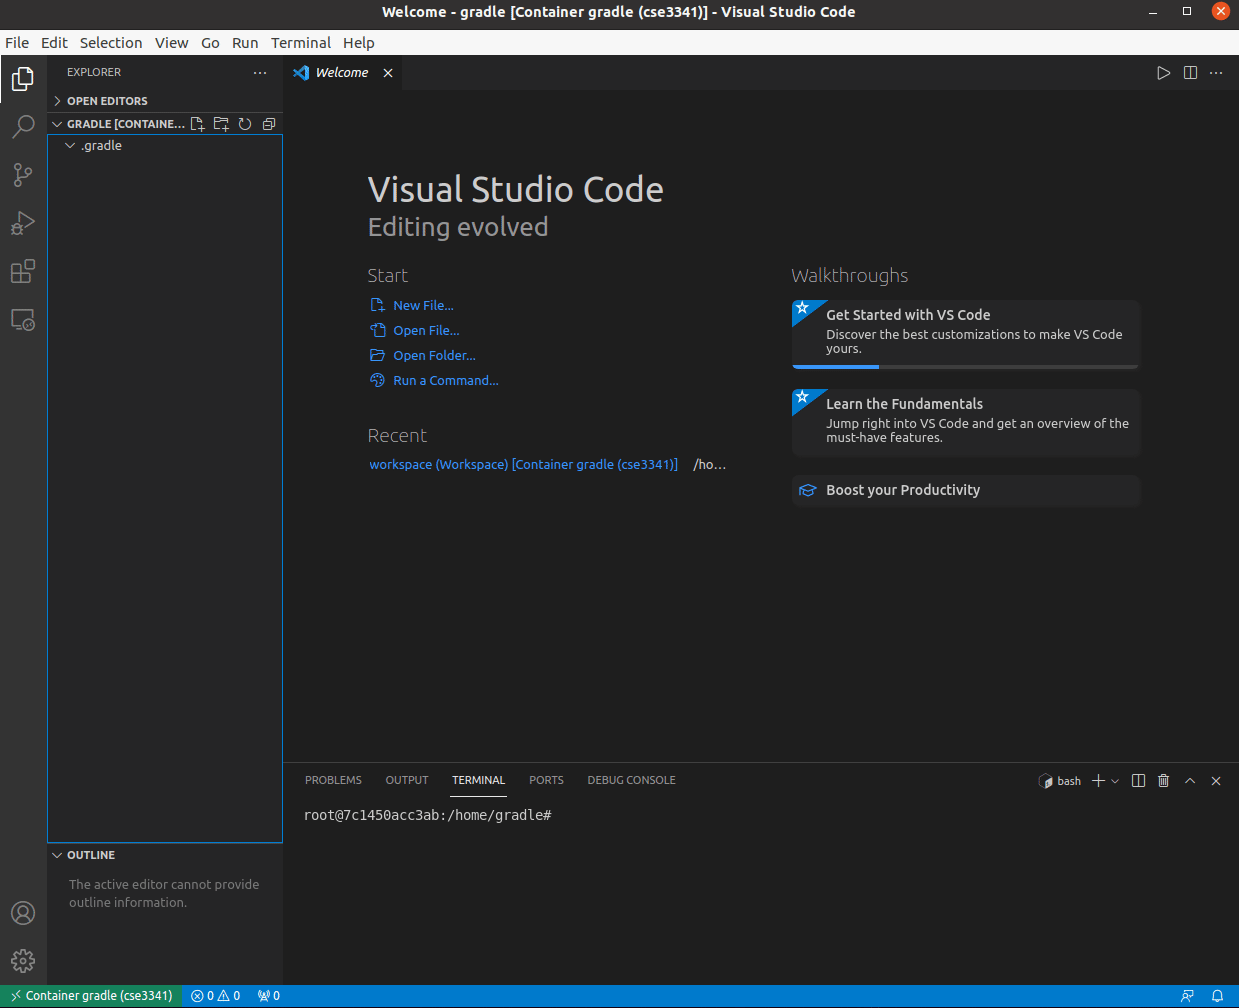 Welcome - gradle [Container gradle (cse3341)] - Visual Studio Code
File Edit Selection View Go Run Terminal Help
EXPLORER
Welcome
OPEN EDITORS
GRADLE [CONTAINE...
.gradle
Visual Studio Code
Editing evolved
Start
New File...
Open File...
Open Folder...
Run a Command...
Recent
workspace (Workspace) [Container gradle (cse3341)] /ho...
Walkthroughs
Get Started with VS Code
Discover the best customizations to make VS Code
yours.
Learn the Fundamentals
Jump right into VS Code and get an overview of the
must-have features.
Boost your Productivity
PROBLEMS OUTPUT TERMINAL PORTS DEBUG CONSOLE
bash
root@7c1450acc3ab:/home/gradle#
OUTLINE
The active editor cannot provide
outline information.
Container gradle (cse3341) 0 0 0